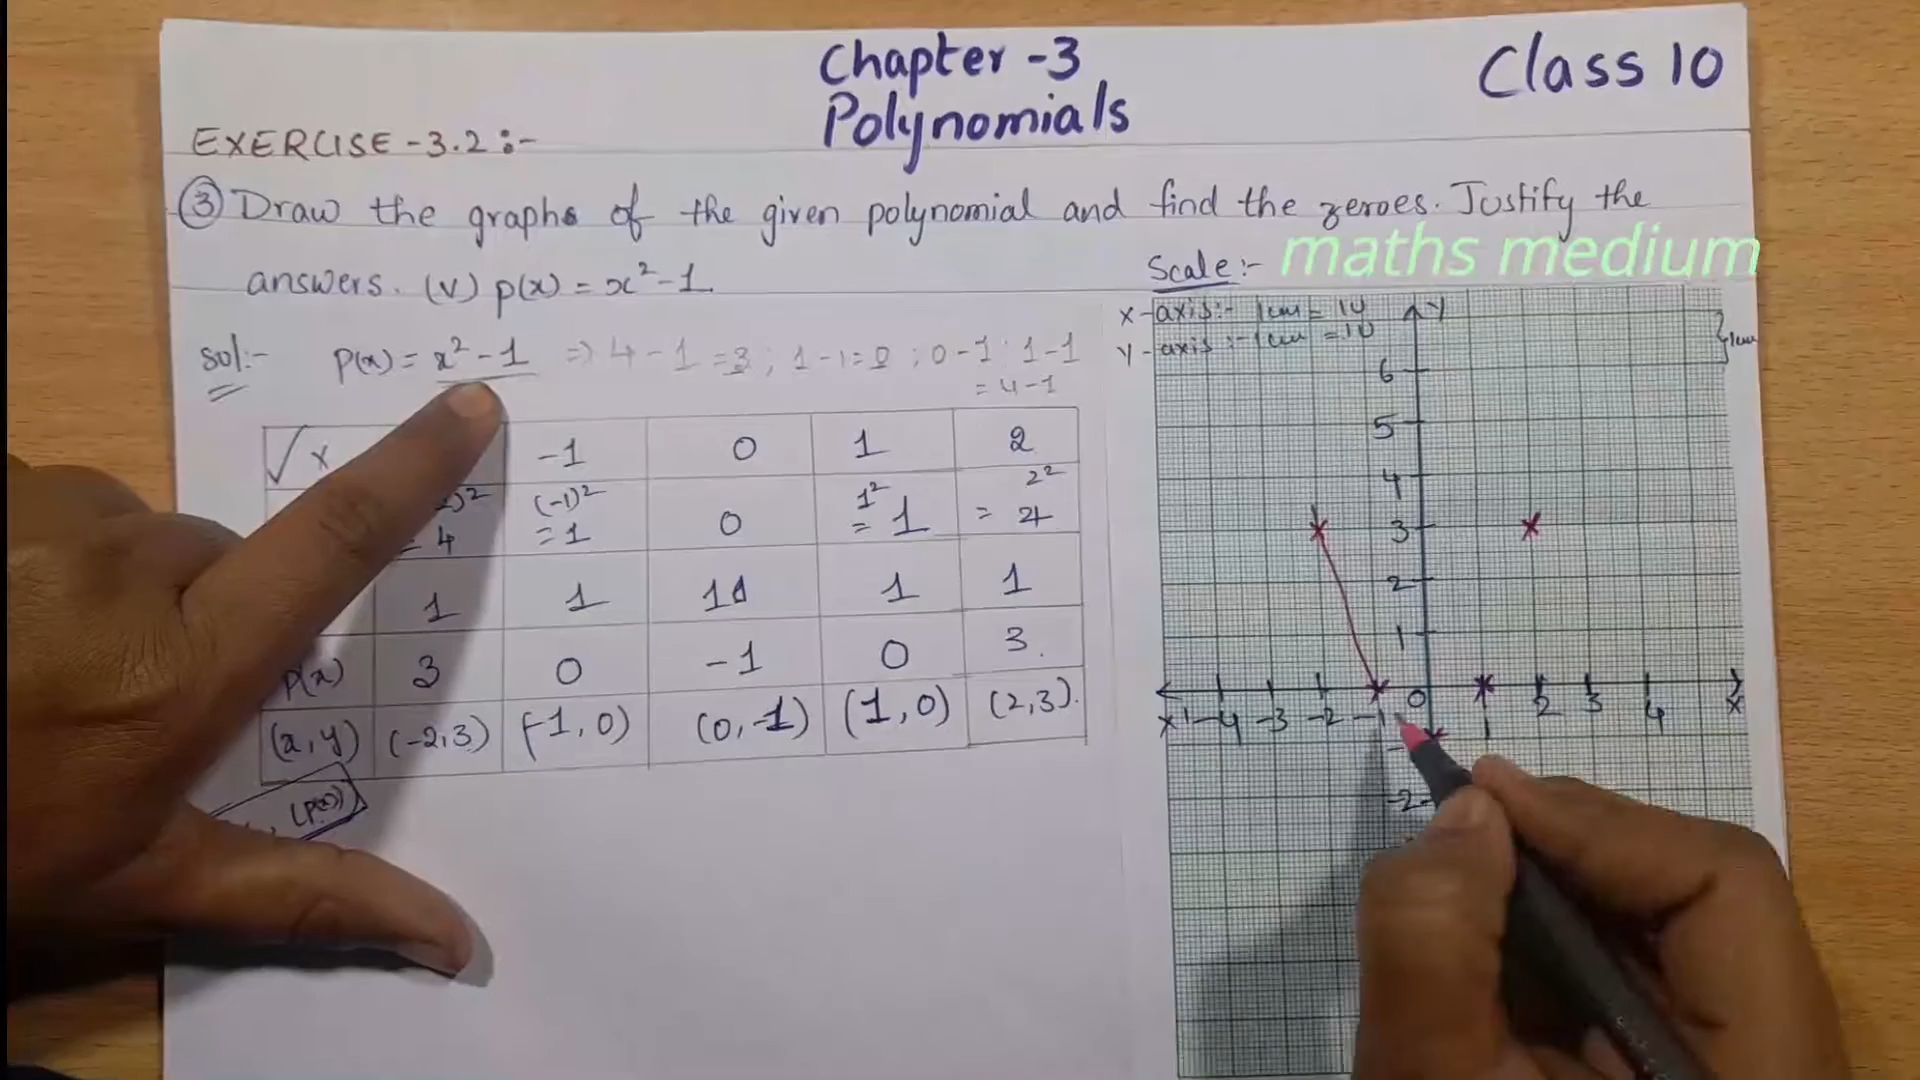 Chapter -3
Polynomials
Class 10
EXERCISE -3.2:-
③ Draw the graphs of the given polynomial and find the zeroes. Justify the
answers. (V) p(x) = x² - 1.
maths medium
Scale:-
X-axis:- 1cm = 1U
Y-axis:- 1cm = 1U
Sol:- P(x) = x² - 1 => 4 - 1 = 3 ; 1 - 1 = 0 ; 0 - 1 ; 1 - 1
= 4 - 1
x -1 0 1 2
)² (-1)² 1² 2²
= 4 = 1 0 = 1 = 4
1 1 1 1 1
p(x) 3 0 -1 0 3.
(x, y) (-2,3) (-1,0) (0,-1) (1,0) (2,3).
, (p(x))
Y
1cm
6
5
4
3
2
1
X' -4 -3 -2 -1 0 1 2 3 4 X
-2